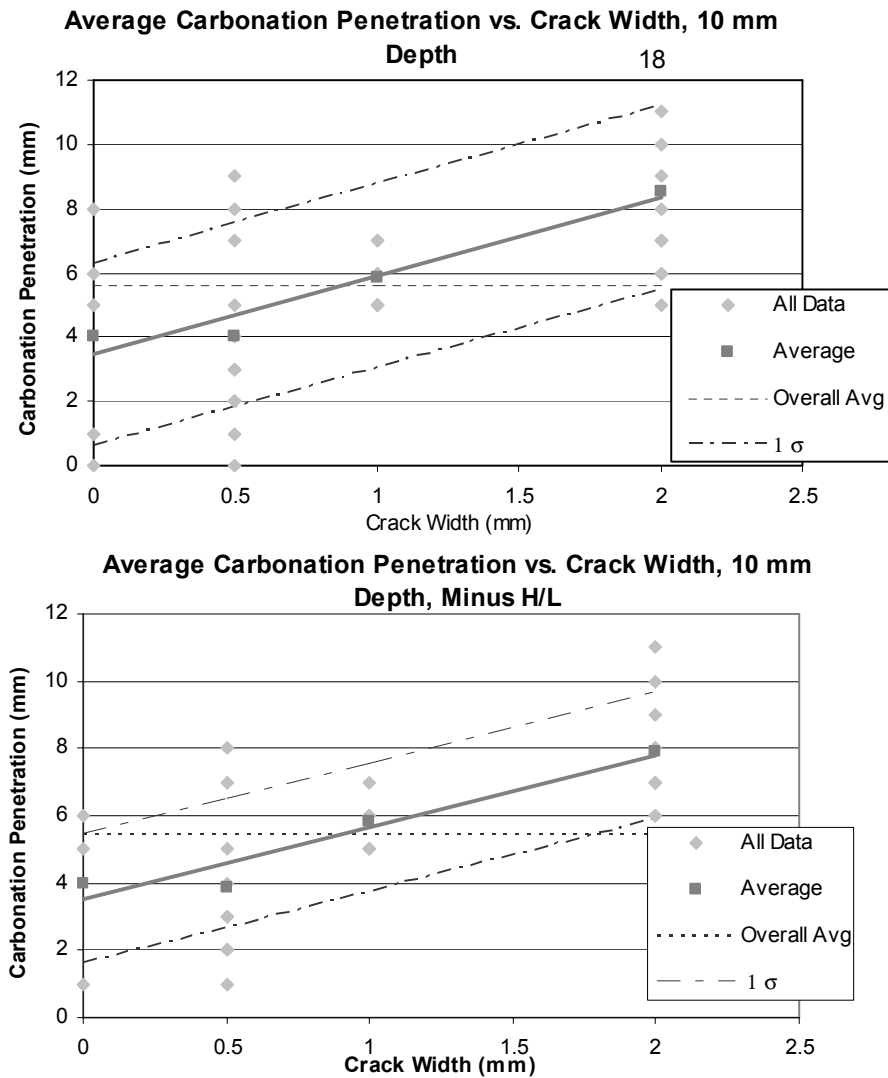 Average Carbonation Penetration vs. Crack Width, 10 mm
Depth
18
12
10
8
6
4
2
0
Carbonation Penetration (mm)
0
0.5
1
1.5
2
2.5
Crack Width (mm)
All Data
Average
Overall Avg
1 σ
Average Carbonation Penetration vs. Crack Width, 10 mm
Depth, Minus H/L
12
10
8
6
4
2
0
Carbonation Penetration (mm)
0
0.5
1
1.5
2
2.5
Crack Width (mm)
All Data
Average
Overall Avg
1 σ